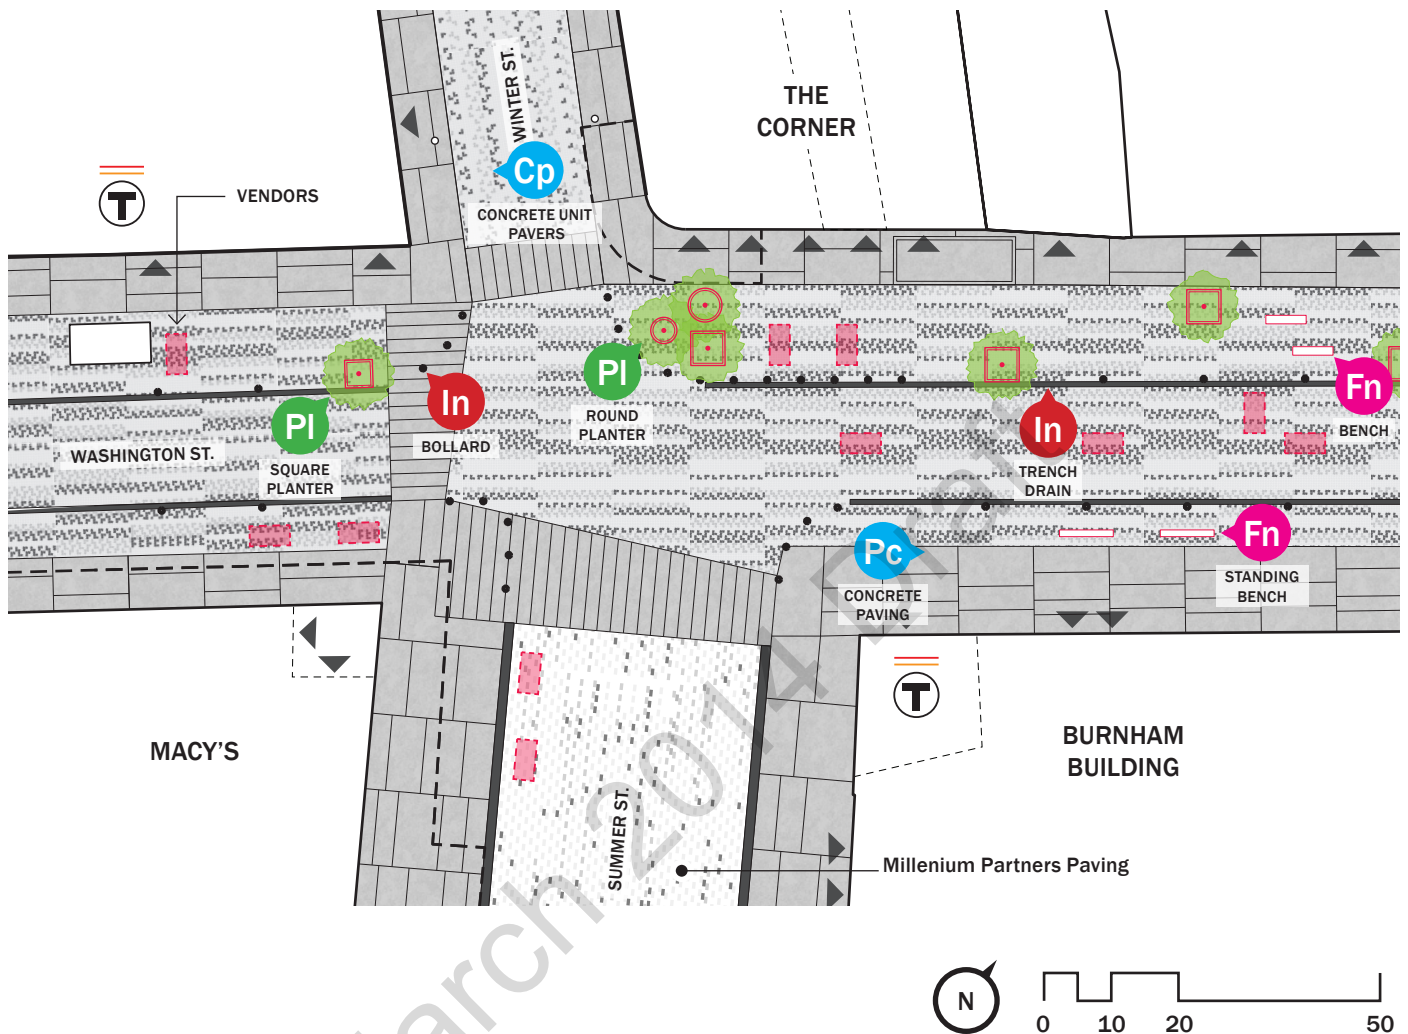 WINTER ST.
THE
CORNER
Cp
CONCRETE UNIT
PAVERS
T
VENDORS
Pl
SQUARE
PLANTER
WASHINGTON ST.
In
BOLLARD
Pl
ROUND
PLANTER
In
TRENCH
DRAIN
Fn
BENCH
Fn
STANDING
BENCH
Pc
CONCRETE
PAVING
T
MACY'S
BURNHAM
BUILDING
SUMMER ST.
Millenium Partners Paving
March 2014 Draft
N
0 10 20 50